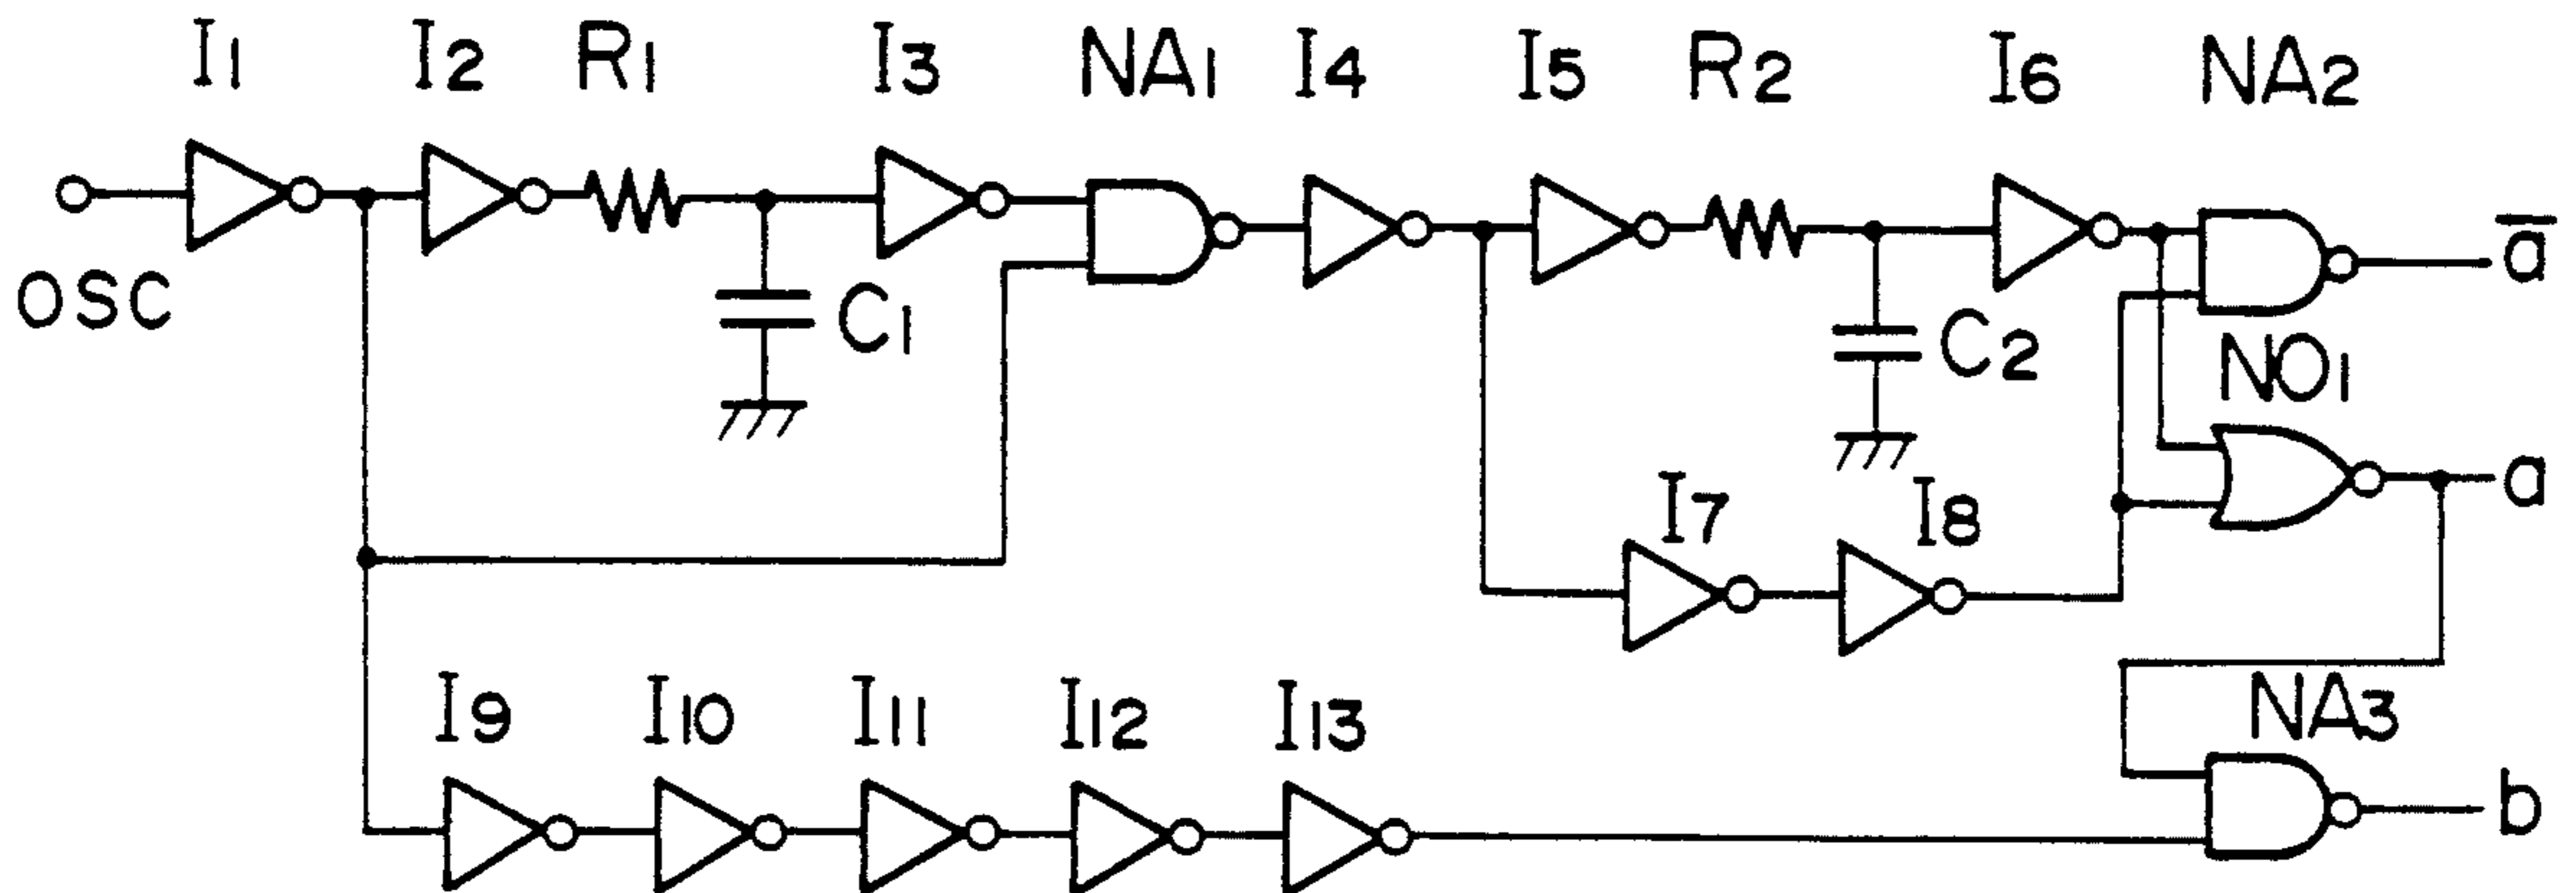 I1 I2 R1 I3 NA1 I4 I5 R2 I6 NA2
OSC C1 C2 a̅
NO1
a
I7 I8
I9 I10 I11 I12 I13 NA3
b